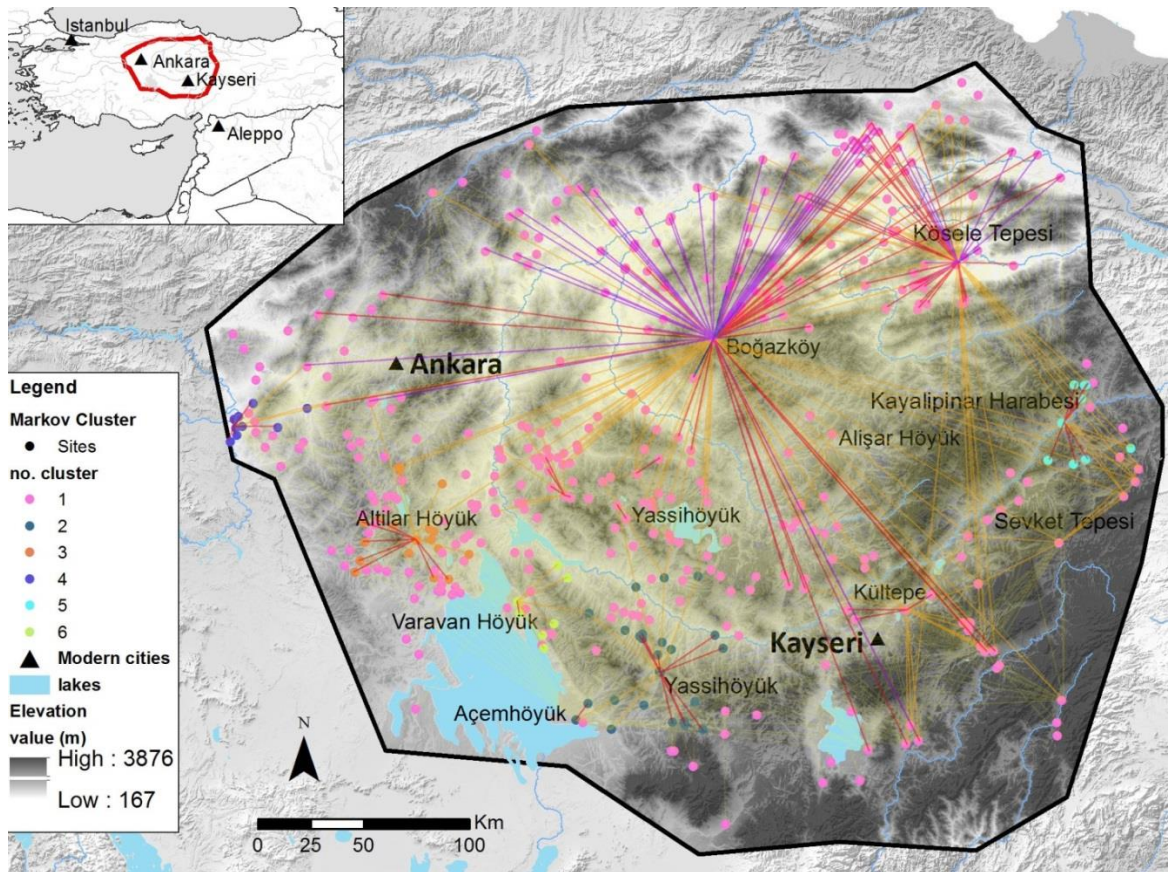 Istanbul
Ankara
Kayseri
Aleppo
Kösele Tepesi
Boğazköy
Ankara
Kayalipinar Harabesi
Alişar Höyük
Altilar Höyük
Yassihöyük
Sevket Tepesi
Kültepe
Varavan Höyük
Kayseri
Yassihöyük
Açemhöyük
Legend
Markov Cluster
Sites
no. cluster
1
2
3
4
5
6
Modern cities
lakes
Elevation
value (m)
High : 3876
Low : 167
N
Km
0 25 50 100